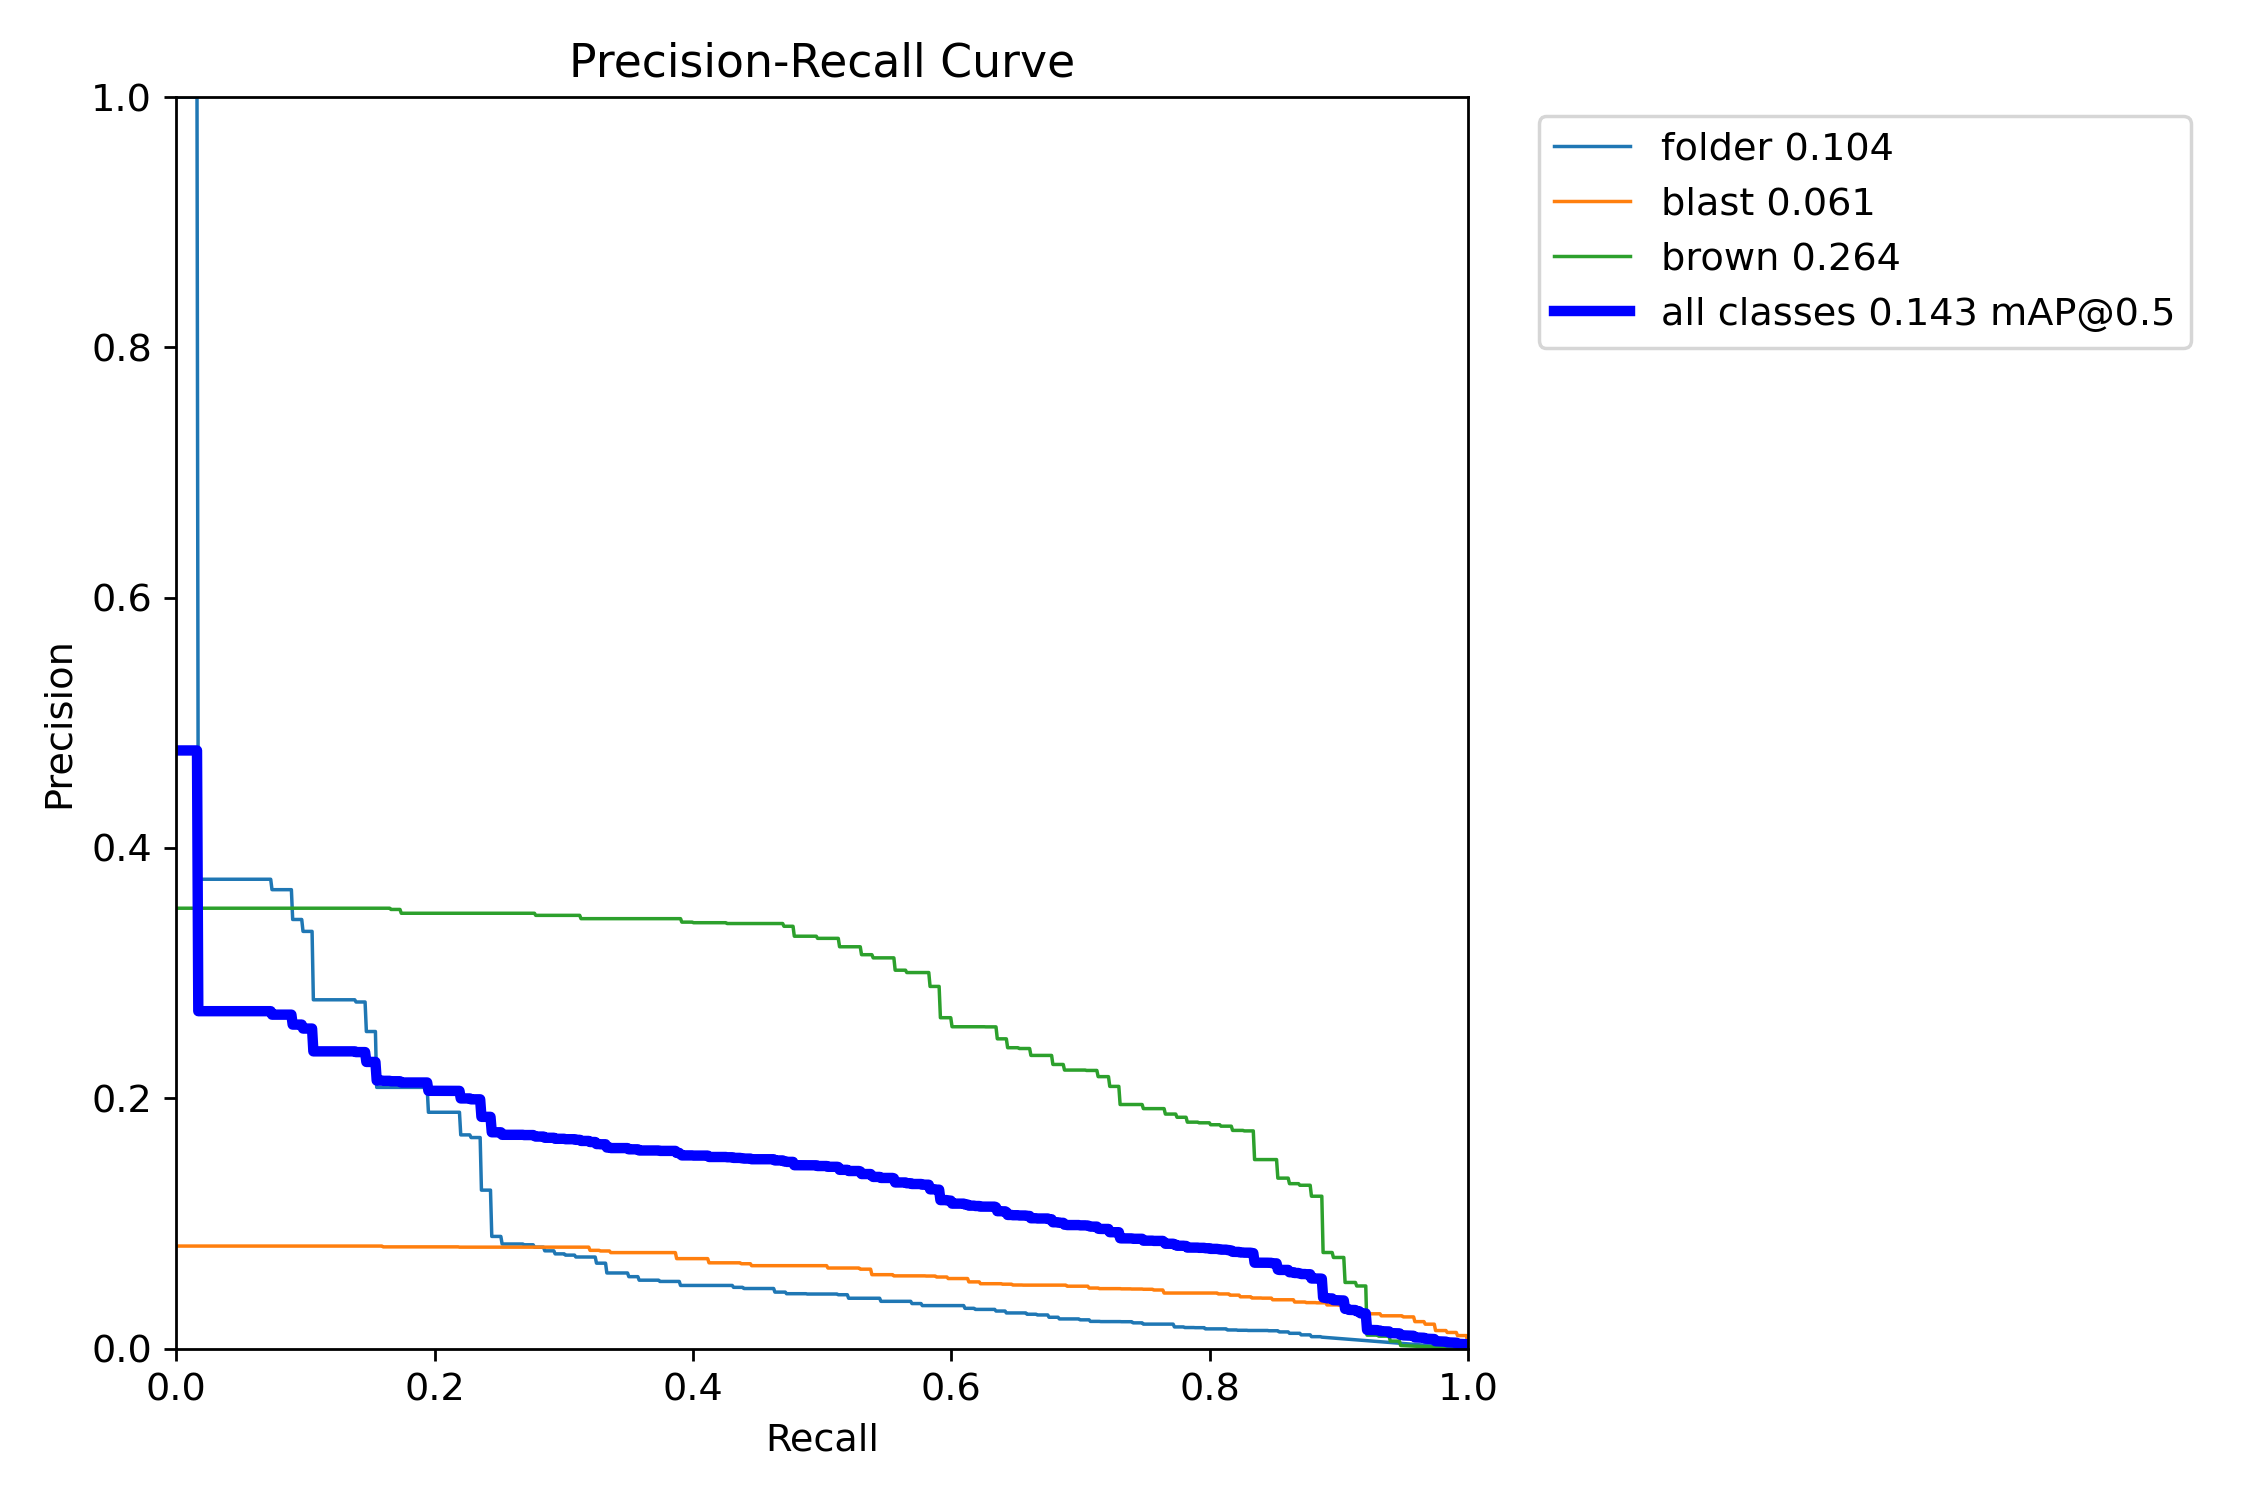 Precision-Recall Curve
1.0
0.8
0.6
0.4
0.2
0.0
Precision
0.0 0.2 0.4 0.6 0.8 1.0
Recall
folder 0.104
blast 0.061
brown 0.264
all classes 0.143 mAP@0.5